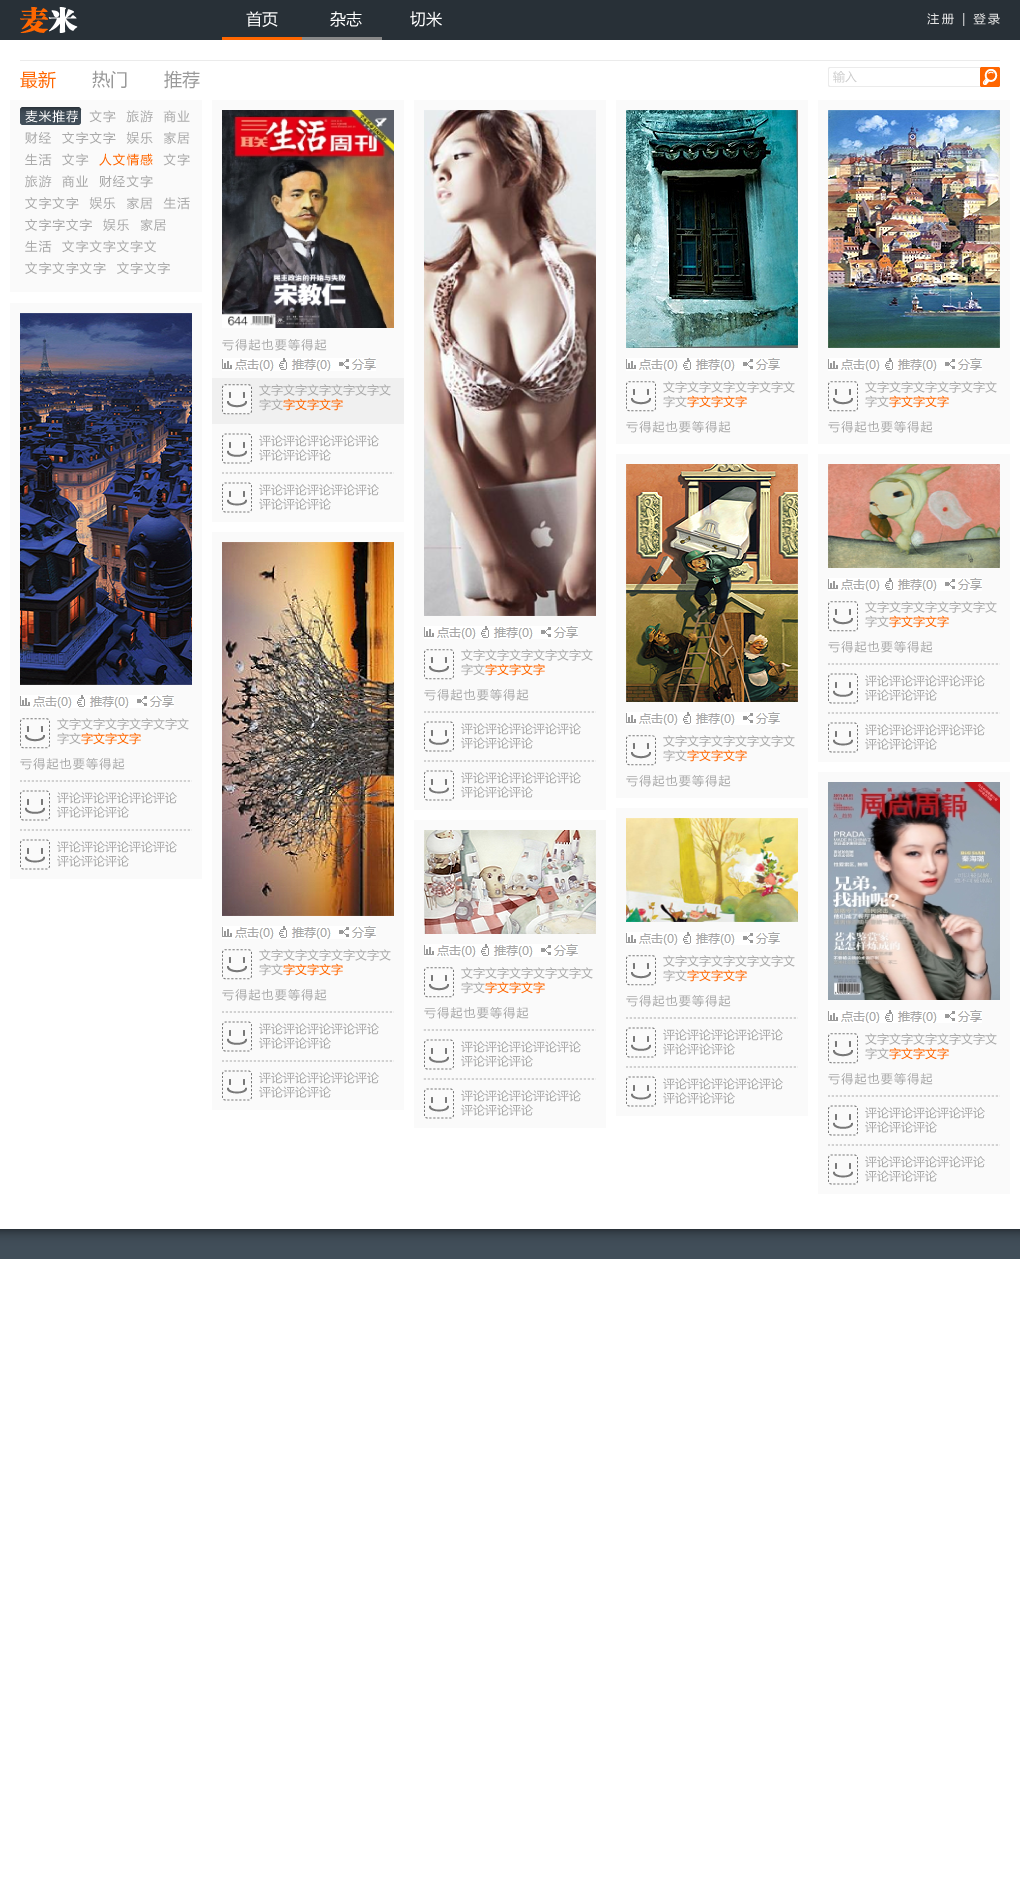 麦米
首页
杂志
切米
注册 | 登录
最新
热门
推荐
输入
麦米推荐 文字 旅游 商业
财经 文字文字 娱乐 家居
生活 文字 人文情感 文字
旅游 商业 财经文字
文字文字 娱乐 家居 生活
文字字文字 娱乐 家居
生活 文字文字文字文
文字文字文字 文字文字
点击(0) 推荐(0) 分享
文字文字文字文字文字文
字文字文字文字
亏得起也要等得起
评论评论评论评论评论
评论评论评论
评论评论评论评论评论
评论评论评论
三联生活周刊
民主政治的开始与失败
宋教仁
644
亏得起也要等得起
点击(0) 推荐(0) 分享
文字文字文字文字文字文
字文字文字文字
评论评论评论评论评论
评论评论评论
评论评论评论评论评论
评论评论评论
点击(0) 推荐(0) 分享
文字文字文字文字文字文
字文字文字文字
亏得起也要等得起
评论评论评论评论评论
评论评论评论
评论评论评论评论评论
评论评论评论
点击(0) 推荐(0) 分享
文字文字文字文字文字文
字文字文字文字
亏得起也要等得起
评论评论评论评论评论
评论评论评论
评论评论评论评论评论
评论评论评论
点击(0) 推荐(0) 分享
文字文字文字文字文字文
字文字文字文字
亏得起也要等得起
评论评论评论评论评论
评论评论评论
评论评论评论评论评论
评论评论评论
点击(0) 推荐(0) 分享
文字文字文字文字文字文
字文字文字文字
亏得起也要等得起
点击(0) 推荐(0) 分享
文字文字文字文字文字文
字文字文字文字
亏得起也要等得起
点击(0) 推荐(0) 分享
文字文字文字文字文字文
字文字文字文字
亏得起也要等得起
评论评论评论评论评论
评论评论评论
评论评论评论评论评论
评论评论评论
点击(0) 推荐(0) 分享
文字文字文字文字文字文
字文字文字文字
亏得起也要等得起
点击(0) 推荐(0) 分享
文字文字文字文字文字文
字文字文字文字
亏得起也要等得起
评论评论评论评论评论
评论评论评论
评论评论评论评论评论
评论评论评论
風尚周報
PRADA
兄弟,
找抽呢?
艺术鉴赏家
是怎样炼成的
点击(0) 推荐(0) 分享
文字文字文字文字文字文
字文字文字文字
亏得起也要等得起
评论评论评论评论评论
评论评论评论
评论评论评论评论评论
评论评论评论